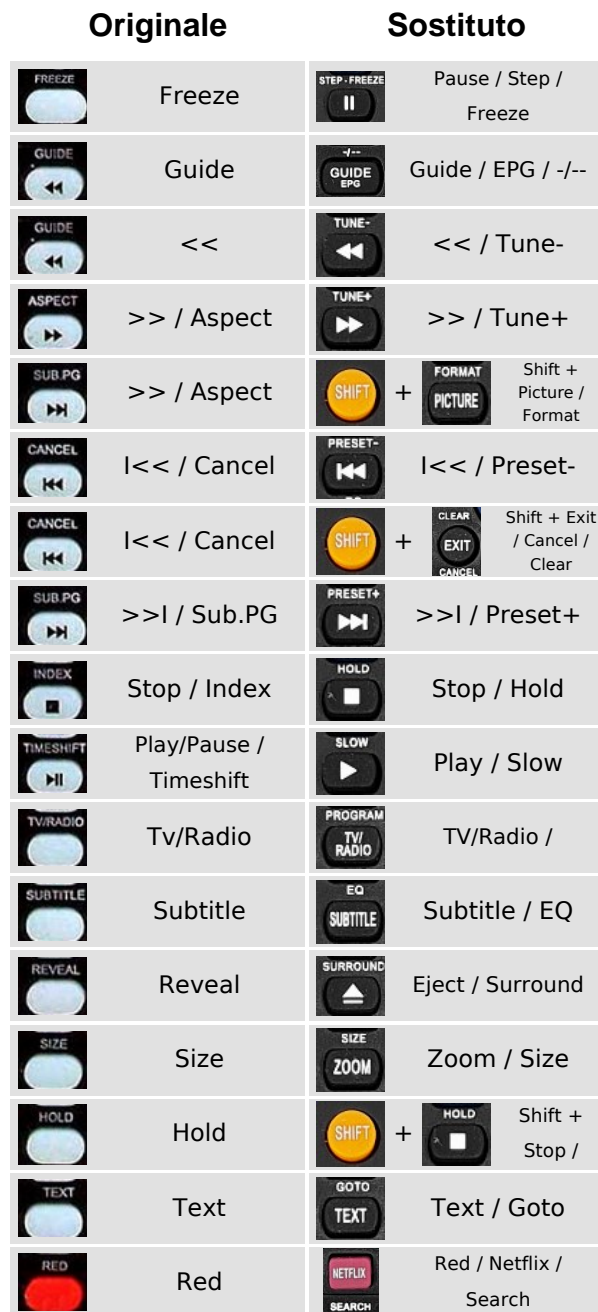 Originale Sostituto
FREEZE Freeze STEP·FREEZE Pause / Step / Freeze
GUIDE Guide -/-- GUIDE EPG Guide / EPG / -/--
GUIDE << TUNE- << / Tune-
ASPECT >> / Aspect TUNE+ >> / Tune+
SUB.PG >> / Aspect SHIFT + FORMAT PICTURE Shift + Picture / Format
CANCEL I<< / Cancel PRESET- I<< / Preset-
CANCEL I<< / Cancel SHIFT + CLEAR EXIT CANCEL Shift + Exit / Cancel / Clear
SUB.PG >>I / Sub.PG PRESET+ >>I / Preset+
INDEX Stop / Index HOLD Stop / Hold
TIMESHIFT Play/Pause / Timeshift SLOW Play / Slow
TV/RADIO Tv/Radio PROGRAM TV/ RADIO TV/Radio /
SUBTITLE Subtitle EQ SUBTITLE Subtitle / EQ
REVEAL Reveal SURROUND Eject / Surround
SIZE Size SIZE ZOOM Zoom / Size
HOLD Hold SHIFT + HOLD Shift + Stop /
TEXT Text GOTO TEXT Text / Goto
RED Red NETFLIX SEARCH Red / Netflix / Search